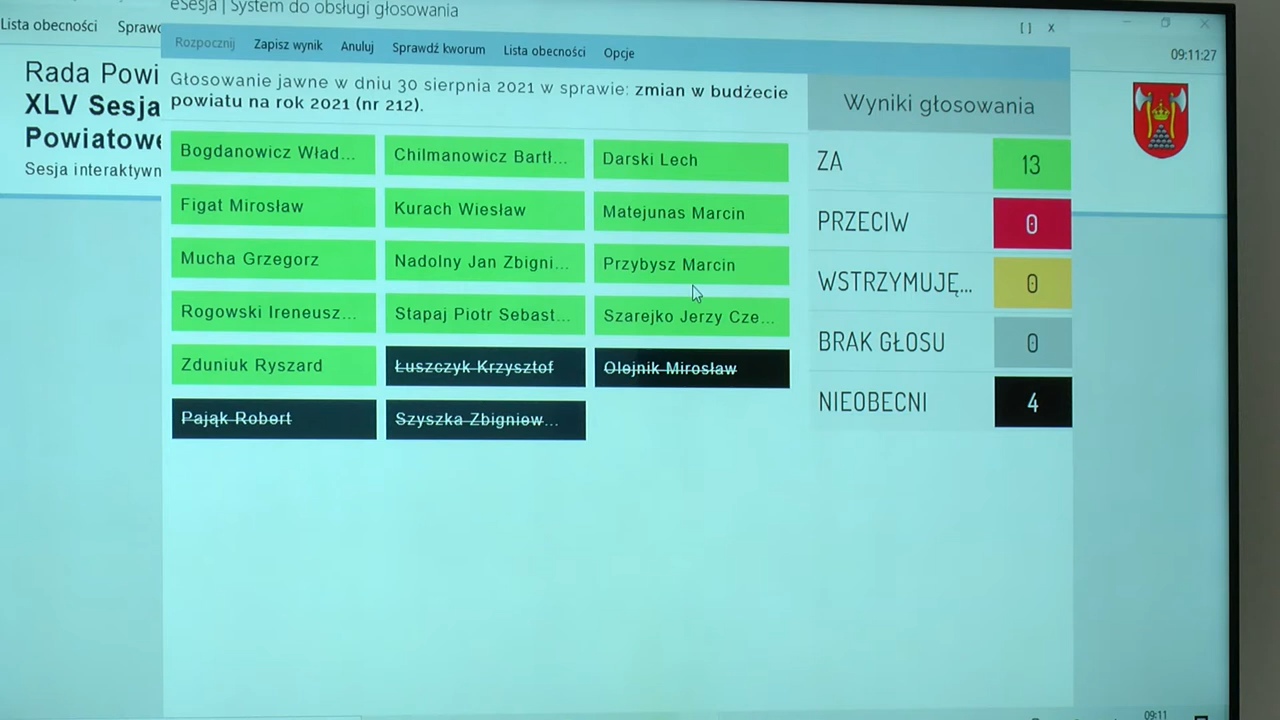 eSesja | System do obsługi głosowania
[ ] x
Lista obecności
Rozpocznij Zapisz wynik Anuluj Sprawdź kworum Lista obecności Opcje
09:11:27
Rada Powi
XLV Sesja
Powiatowe
Sesja interaktywn
Głosowanie jawne w dniu 30 sierpnia 2021 w sprawie: zmian w budżecie
powiatu na rok 2021 (nr 212).
Wyniki głosowania
Bogdanowicz Wład... Chilmanowicz Bartł... Darski Lech
Figat Mirosław Kurach Wiesław Matejunas Marcin
Mucha Grzegorz Nadolny Jan Zbigni... Przybysz Marcin
Rogowski Ireneusz... Stapaj Piotr Sebast... Szarejko Jerzy Cze...
Zduniuk Ryszard Łuszczyk Krzysztof Olejnik Mirosław
Pająk Robert Szyszka Zbigniew...
ZA 13
PRZECIW 0
WSTRZYMUJĘ... 0
BRAK GŁOSU 0
NIEOBECNI 4
09:11